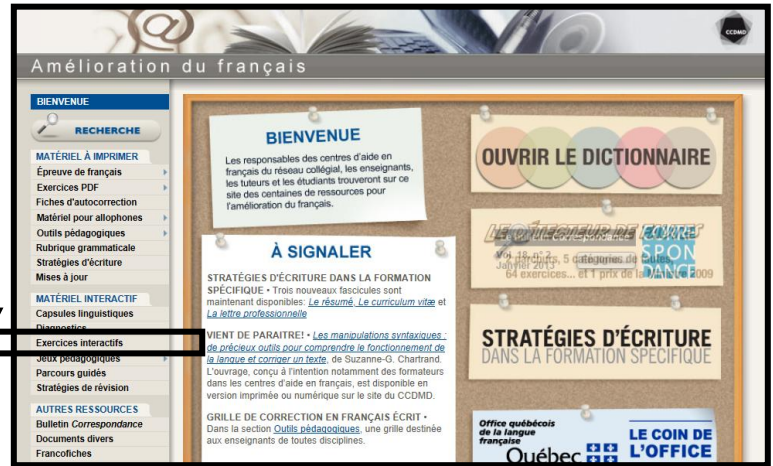 CCDMD
Amélioration du français
BIENVENUE
RECHERCHE
MATÉRIEL À IMPRIMER
Épreuve de français
Exercices PDF
Fiches d'autocorrection
Matériel pour allophones
Outils pédagogiques
Rubrique grammaticale
Stratégies d'écriture
Mises à jour
MATÉRIEL INTERACTIF
Capsules linguistiques
Diagnostics
Exercices interactifs
Jeux pédagogiques
Parcours guidés
Stratégies de révision
AUTRES RESSOURCES
Bulletin Correspondance
Documents divers
Francofiches
BIENVENUE
Les responsables des centres d'aide en
français du réseau collégial, les enseignants,
les tuteurs et les étudiants trouveront sur ce
site des centaines de ressources pour
l'amélioration du français.
À SIGNALER
STRATÉGIES D'ÉCRITURE DANS LA FORMATION
SPÉCIFIQUE • Trois nouveaux fascicules sont
maintenant disponibles: Le résumé, Le curriculum vitæ et
La lettre professionnelle
VIENT DE PARAITRE! • Les manipulations syntaxiques :
de précieux outils pour comprendre le fonctionnement de
la langue et corriger un texte, de Suzanne-G. Chartrand.
L'ouvrage, conçu à l'intention notamment des formateurs
dans les centres d'aide en français, est disponible en
version imprimée ou numérique sur le site du CCDMD.
GRILLE DE CORRECTION EN FRANÇAIS ÉCRIT •
Dans la section Outils pédagogiques, une grille destinée
aux enseignants de toutes disciplines.
OUVRIR LE DICTIONNAIRE
LE DÉTECTEUR DE FAUTES
Vol. 18, n° 2
Janvier 2013
parcours, 5 catégories de fautes,
64 exercices... et 1 prix de la Ministre 2009
STRATÉGIES D'ÉCRITURE
DANS LA FORMATION SPÉCIFIQUE
Office québécois
de la langue
française
Québec
LE COIN DE
L'OFFICE